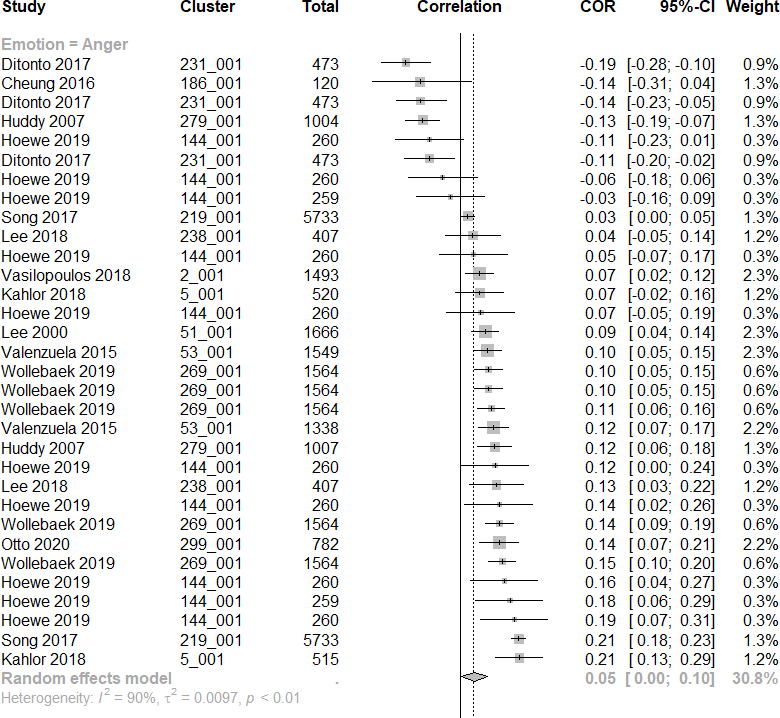 Study Cluster Total Correlation COR 95%-CI Weight
Emotion = Anger
Ditonto 2017 231_001 473 -0.19 [-0.28; -0.10] 0.9%
Cheung 2016 186_001 120 -0.14 [-0.31; 0.04] 1.3%
Ditonto 2017 231_001 473 -0.14 [-0.23; -0.05] 0.9%
Huddy 2007 279_001 1004 -0.13 [-0.19; -0.07] 1.3%
Hoewe 2019 144_001 260 -0.11 [-0.23; 0.01] 0.3%
Ditonto 2017 231_001 473 -0.11 [-0.20; -0.02] 0.9%
Hoewe 2019 144_001 260 -0.06 [-0.18; 0.06] 0.3%
Hoewe 2019 144_001 259 -0.03 [-0.16; 0.09] 0.3%
Song 2017 219_001 5733 0.03 [ 0.00; 0.05] 1.3%
Lee 2018 238_001 407 0.04 [-0.05; 0.14] 1.2%
Hoewe 2019 144_001 260 0.05 [-0.07; 0.17] 0.3%
Vasilopoulos 2018 2_001 1493 0.07 [ 0.02; 0.12] 2.3%
Kahlor 2018 5_001 520 0.07 [-0.02; 0.16] 1.2%
Hoewe 2019 144_001 260 0.07 [-0.05; 0.19] 0.3%
Lee 2000 51_001 1666 0.09 [ 0.04; 0.14] 2.3%
Valenzuela 2015 53_001 1549 0.10 [ 0.05; 0.15] 2.3%
Wollebaek 2019 269_001 1564 0.10 [ 0.05; 0.15] 0.6%
Wollebaek 2019 269_001 1564 0.10 [ 0.05; 0.15] 0.6%
Wollebaek 2019 269_001 1564 0.11 [ 0.06; 0.16] 0.6%
Valenzuela 2015 53_001 1338 0.12 [ 0.07; 0.17] 2.2%
Huddy 2007 279_001 1007 0.12 [ 0.06; 0.18] 1.3%
Hoewe 2019 144_001 260 0.12 [ 0.00; 0.24] 0.3%
Lee 2018 238_001 407 0.13 [ 0.03; 0.22] 1.2%
Hoewe 2019 144_001 260 0.14 [ 0.02; 0.26] 0.3%
Wollebaek 2019 269_001 1564 0.14 [ 0.09; 0.19] 0.6%
Otto 2020 299_001 782 0.14 [ 0.07; 0.21] 2.2%
Wollebaek 2019 269_001 1564 0.15 [ 0.10; 0.20] 0.6%
Hoewe 2019 144_001 260 0.16 [ 0.04; 0.27] 0.3%
Hoewe 2019 144_001 259 0.18 [ 0.06; 0.29] 0.3%
Hoewe 2019 144_001 260 0.19 [ 0.07; 0.31] 0.3%
Song 2017 219_001 5733 0.21 [ 0.18; 0.23] 1.3%
Kahlor 2018 5_001 515 0.21 [ 0.13; 0.29] 1.2%
Random effects model . 0.05 [ 0.00; 0.10] 30.8%
Heterogeneity: I² = 90%, τ² = 0.0097, p < 0.01